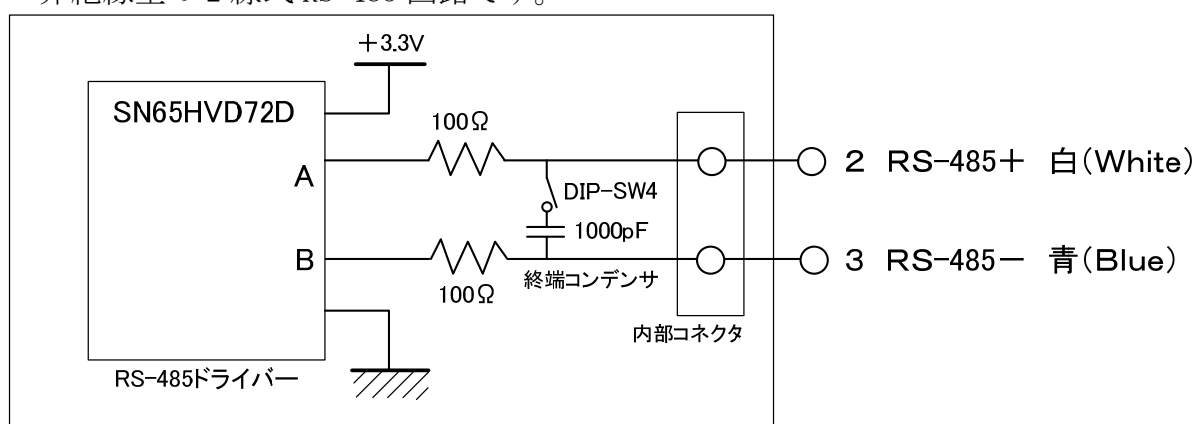 ＋3.3V
SN65HVD72D
100Ω
A
DIP-SW4
1000pF
B
100Ω
終端コンデンサ
内部コネクタ
RS-485ドライバー
2 RS-485＋ 白(White)
3 RS-485－ 青(Blue)